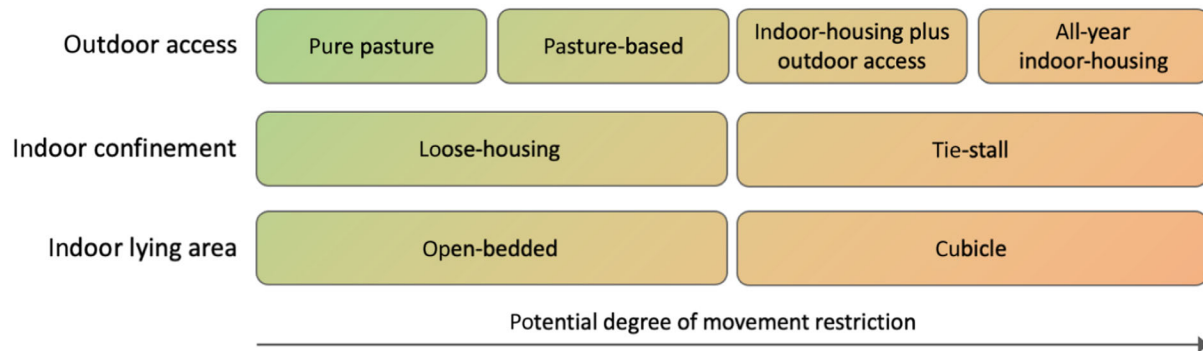 Outdoor access
Pure pasture
Pasture-based
Indoor-housing plus
outdoor access
All-year
indoor-housing
Indoor confinement
Loose-housing
Tie-stall
Indoor lying area
Open-bedded
Cubicle
Potential degree of movement restriction